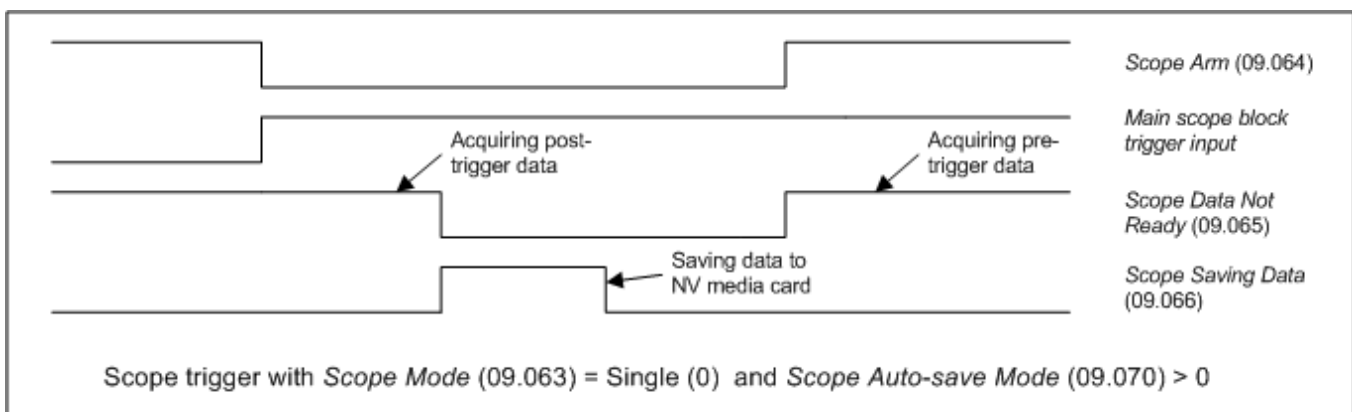 Scope Arm (09.064)
Main scope block
trigger input
Acquiring post-
trigger data
Acquiring pre-
trigger data
Scope Data Not
Ready (09.065)
Saving data to
NV media card
Scope Saving Data
(09.066)
Scope trigger with Scope Mode (09.063) = Single (0) and Scope Auto-save Mode (09.070) > 0